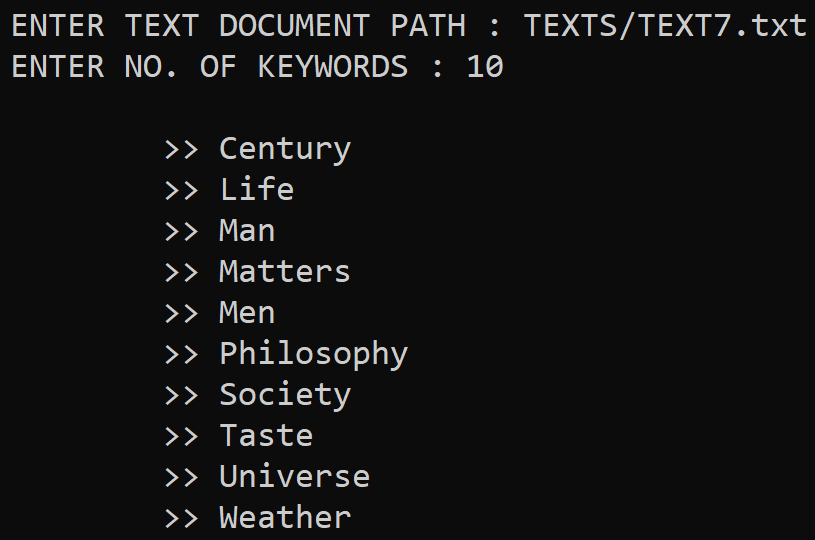 ENTER TEXT DOCUMENT PATH : TEXTS/TEXT7.txt
ENTER NO. OF KEYWORDS : 10
>> Century
>> Life
>> Man
>> Matters
>> Men
>> Philosophy
>> Society
>> Taste
>> Universe
>> Weather